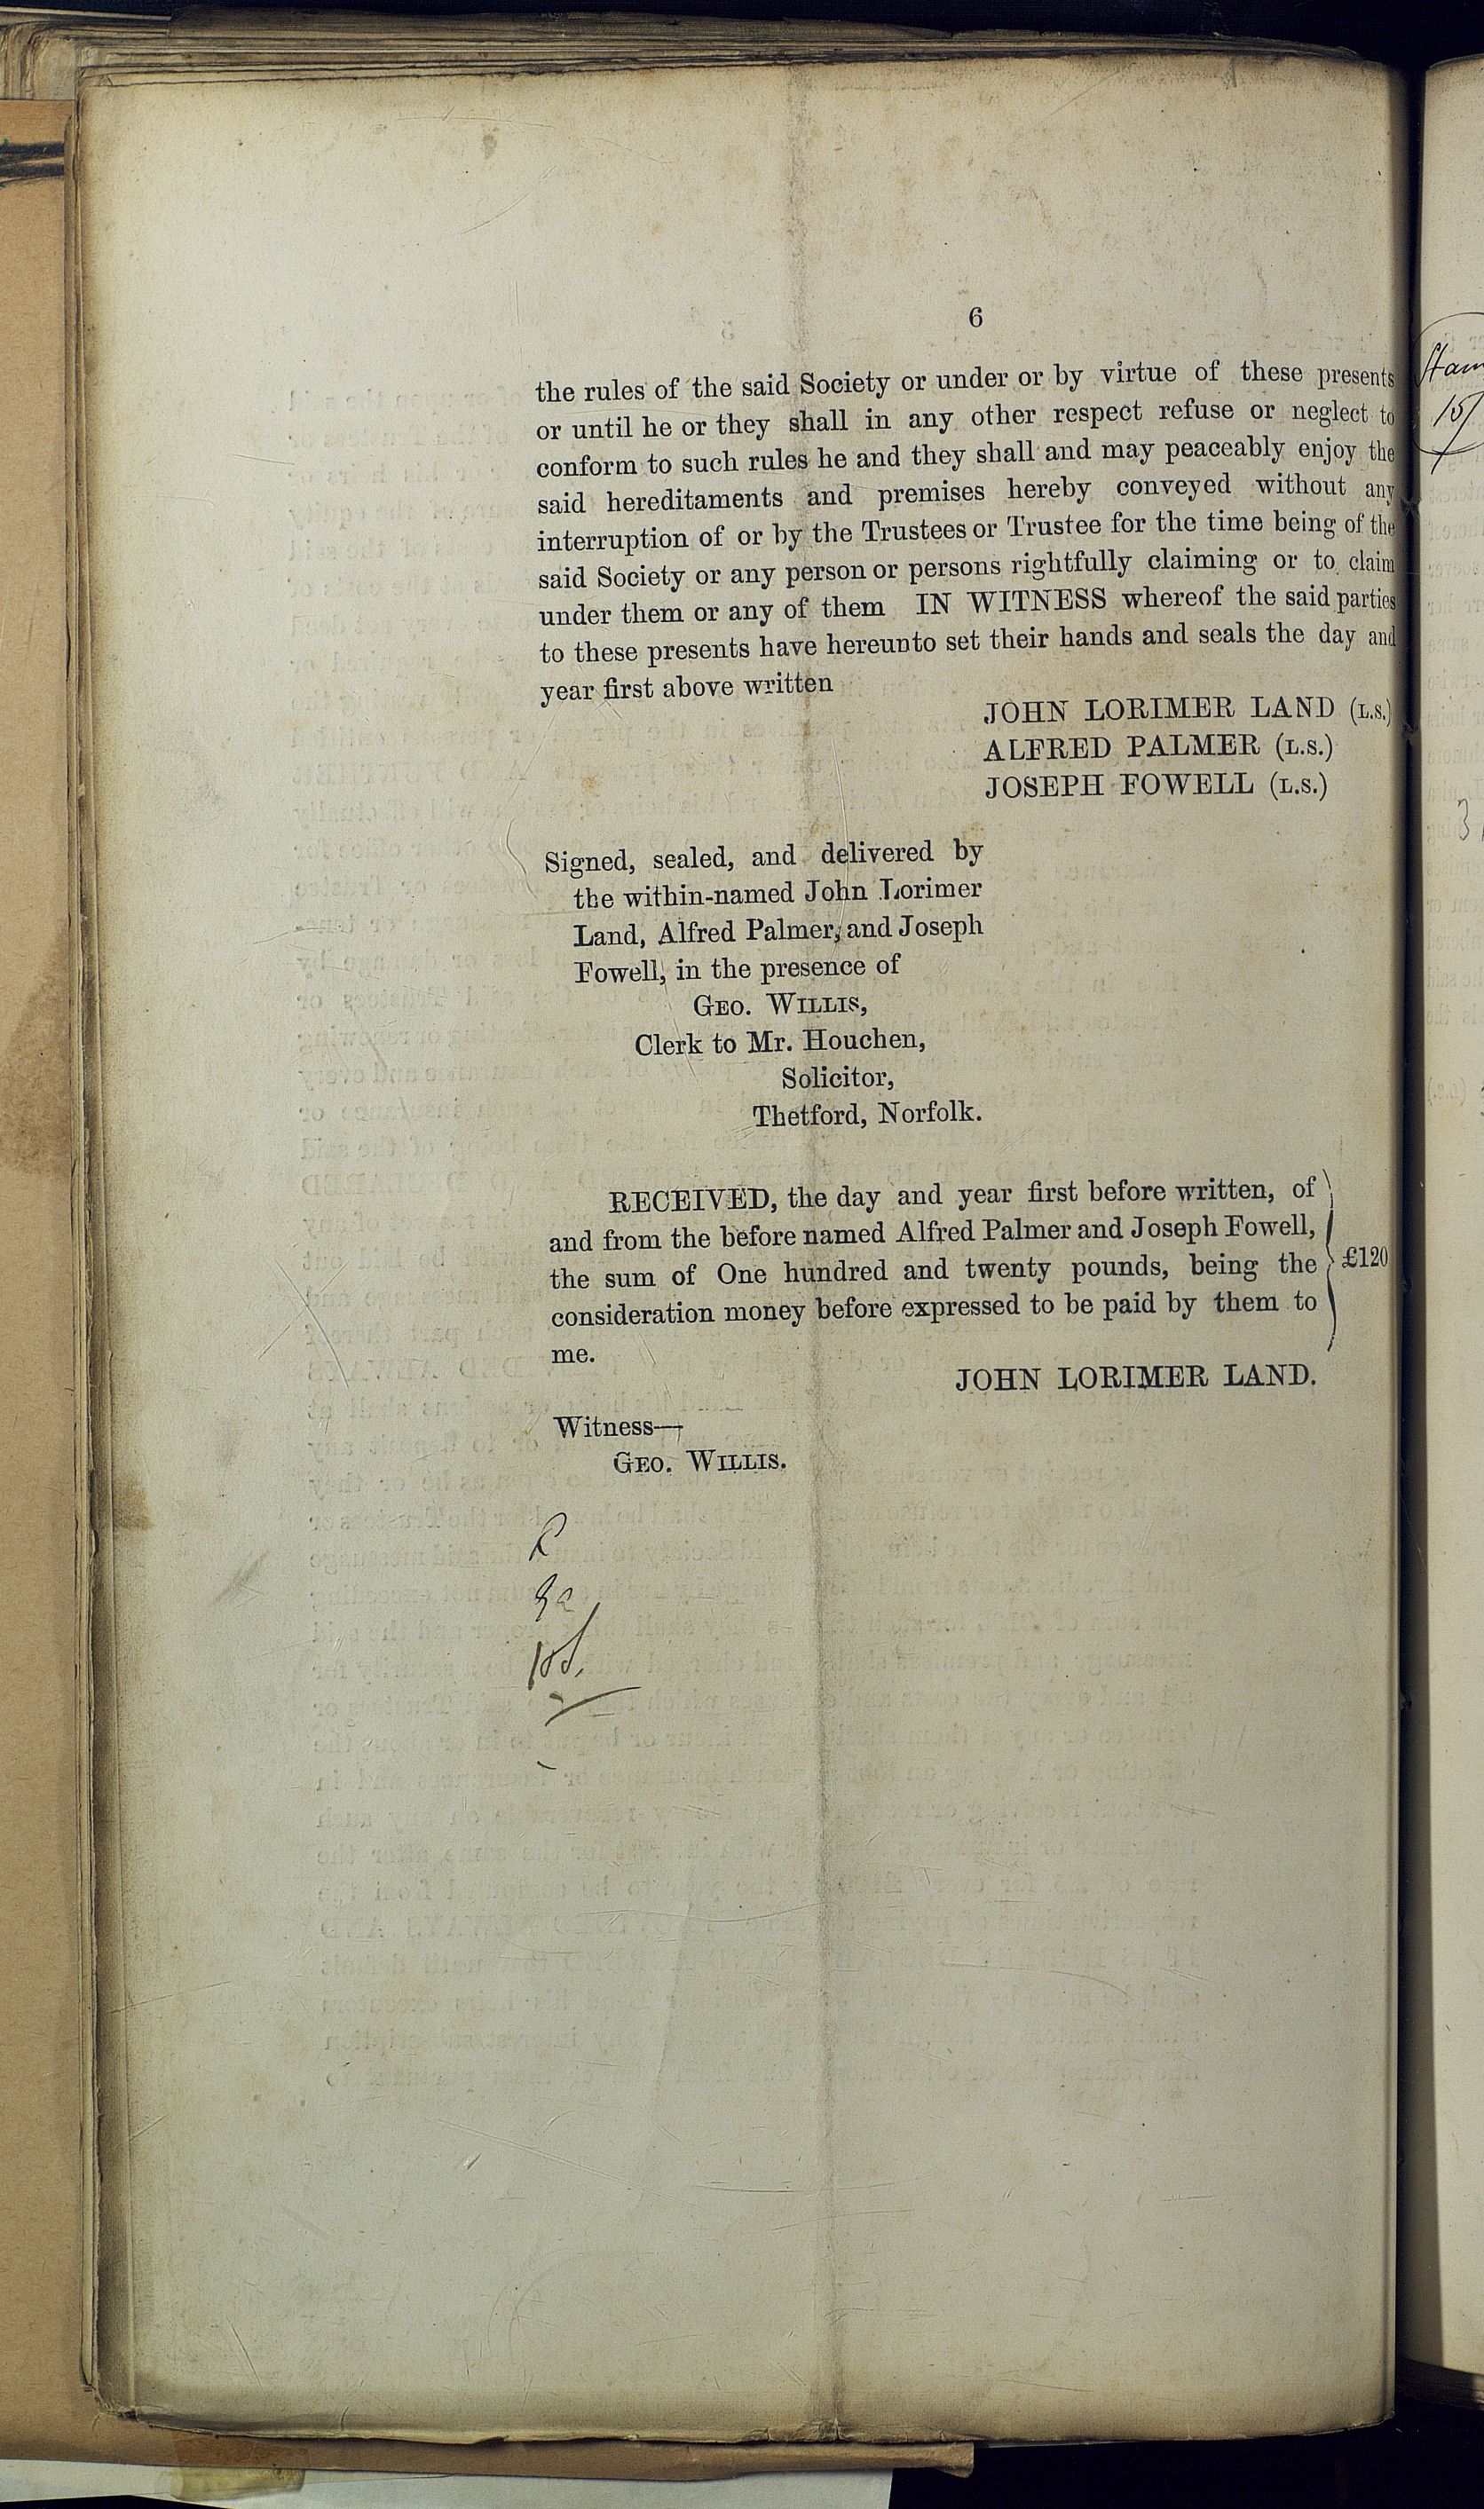 6
the rules of the said Society or under or by virtue of these presents
or until he or they shall in any other respect refuse or neglect to
conform to such rules he and they shall and may peaceably enjoy the
said hereditaments and premises hereby conveyed without any
interruption of or by the Trustees or Trustee for the time being of the
said Society or any person or persons rightfully claiming or to claim
under them or any of them IN WITNESS whereof the said parties
to these presents have hereunto set their hands and seals the day and
year first above written
JOHN LORIMER LAND (L.S.)
ALFRED PALMER (L.S.)
JOSEPH FOWELL (L.S.)
Signed, sealed, and delivered by
the within-named John Lorimer
Land, Alfred Palmer, and Joseph
Fowell, in the presence of
GEO. WILLIS,
Clerk to Mr. Houchen,
Solicitor,
Thetford, Norfolk.
RECEIVED, the day and year first before written, of
and from the before named Alfred Palmer and Joseph Fowell,
the sum of One hundred and twenty pounds, being the
consideration money before expressed to be paid by them to
me.
£120
JOHN LORIMER LAND.
Witness—
GEO. WILLIS.